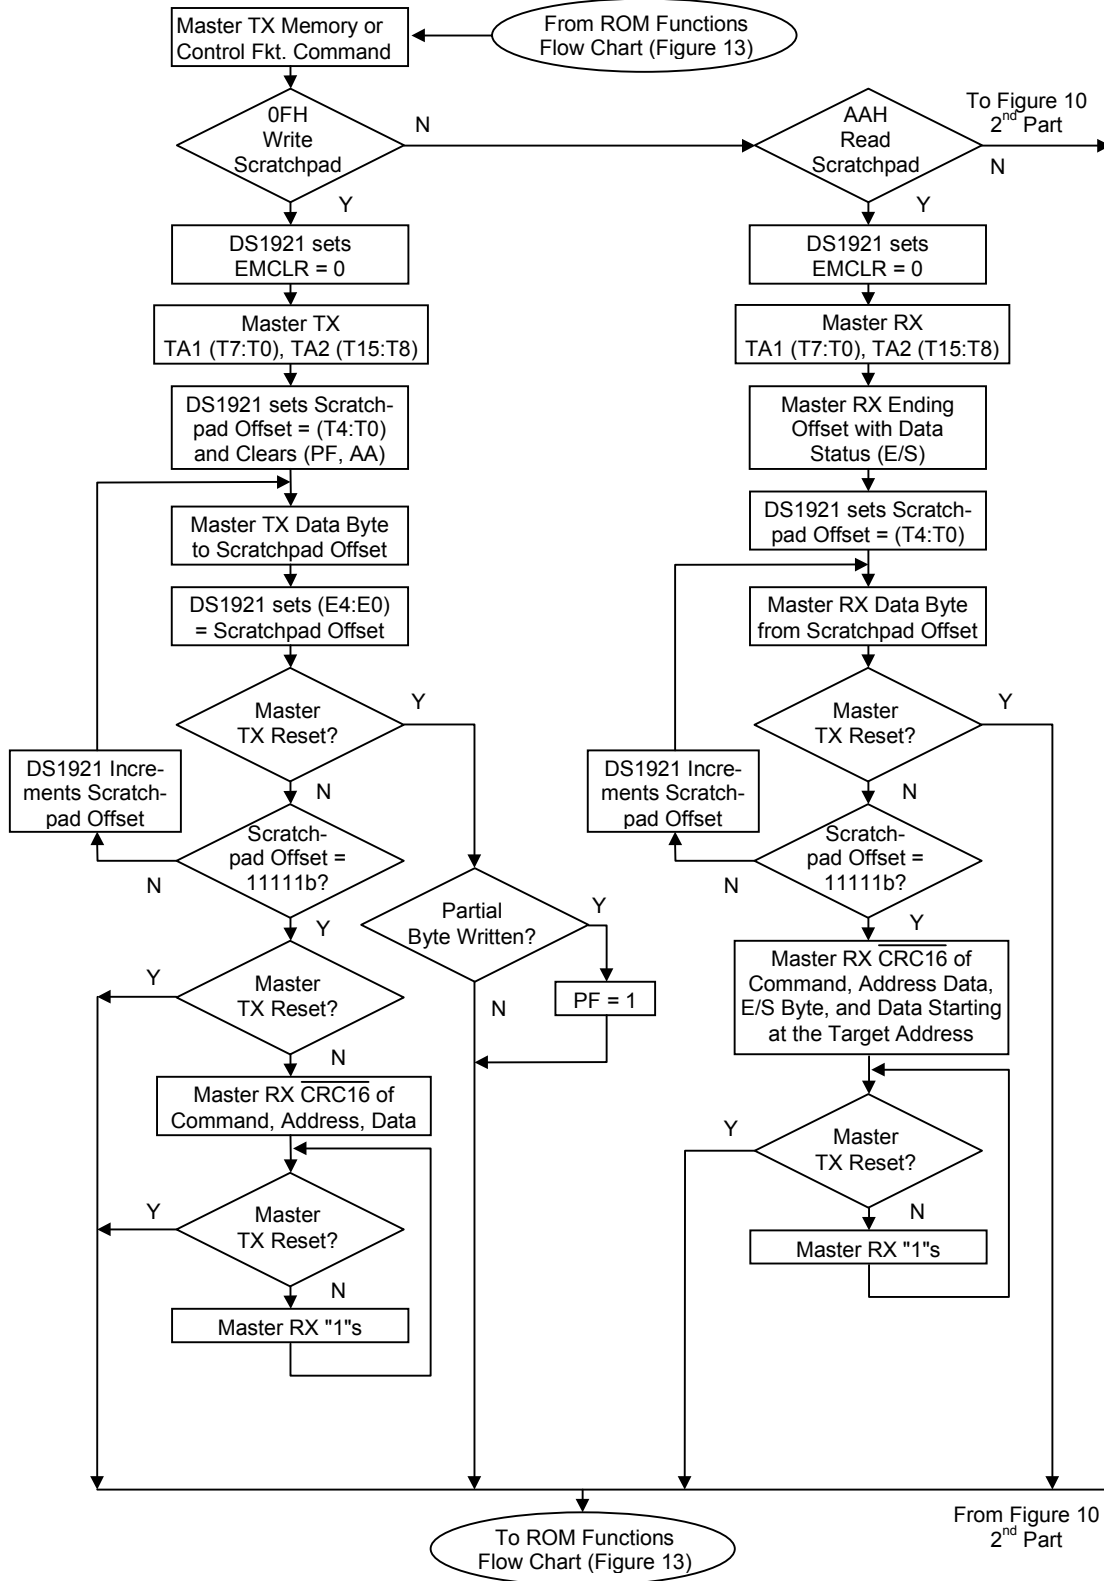 Master TX Memory or
Control Fkt. Command
From ROM Functions
Flow Chart (Figure 13)
0FH
Write
Scratchpad
N
Y
AAH
Read
Scratchpad
To Figure 10
2nd Part
N
Y
DS1921 sets
EMCLR = 0
Master TX
TA1 (T7:T0), TA2 (T15:T8)
DS1921 sets Scratch-
pad Offset = (T4:T0)
and Clears (PF, AA)
Master TX Data Byte
to Scratchpad Offset
DS1921 sets (E4:E0)
= Scratchpad Offset
Master
TX Reset?
Y
N
DS1921 Incre-
ments Scratch-
pad Offset
Scratch-
pad Offset =
11111b?
N
Y
Partial
Byte Written?
Y
N
PF = 1
Master
TX Reset?
Y
N
Master RX CRC16 of
Command, Address, Data
Master
TX Reset?
Y
N
Master RX "1"s
DS1921 sets
EMCLR = 0
Master RX
TA1 (T7:T0), TA2 (T15:T8)
Master RX Ending
Offset with Data
Status (E/S)
DS1921 sets Scratch-
pad Offset = (T4:T0)
Master RX Data Byte
from Scratchpad Offset
Master
TX Reset?
Y
N
DS1921 Incre-
ments Scratch-
pad Offset
Scratch-
pad Offset =
11111b?
N
Y
Master RX CRC16 of
Command, Address Data,
E/S Byte, and Data Starting
at the Target Address
Master
TX Reset?
Y
N
Master RX "1"s
From Figure 10
2nd Part
To ROM Functions
Flow Chart (Figure 13)